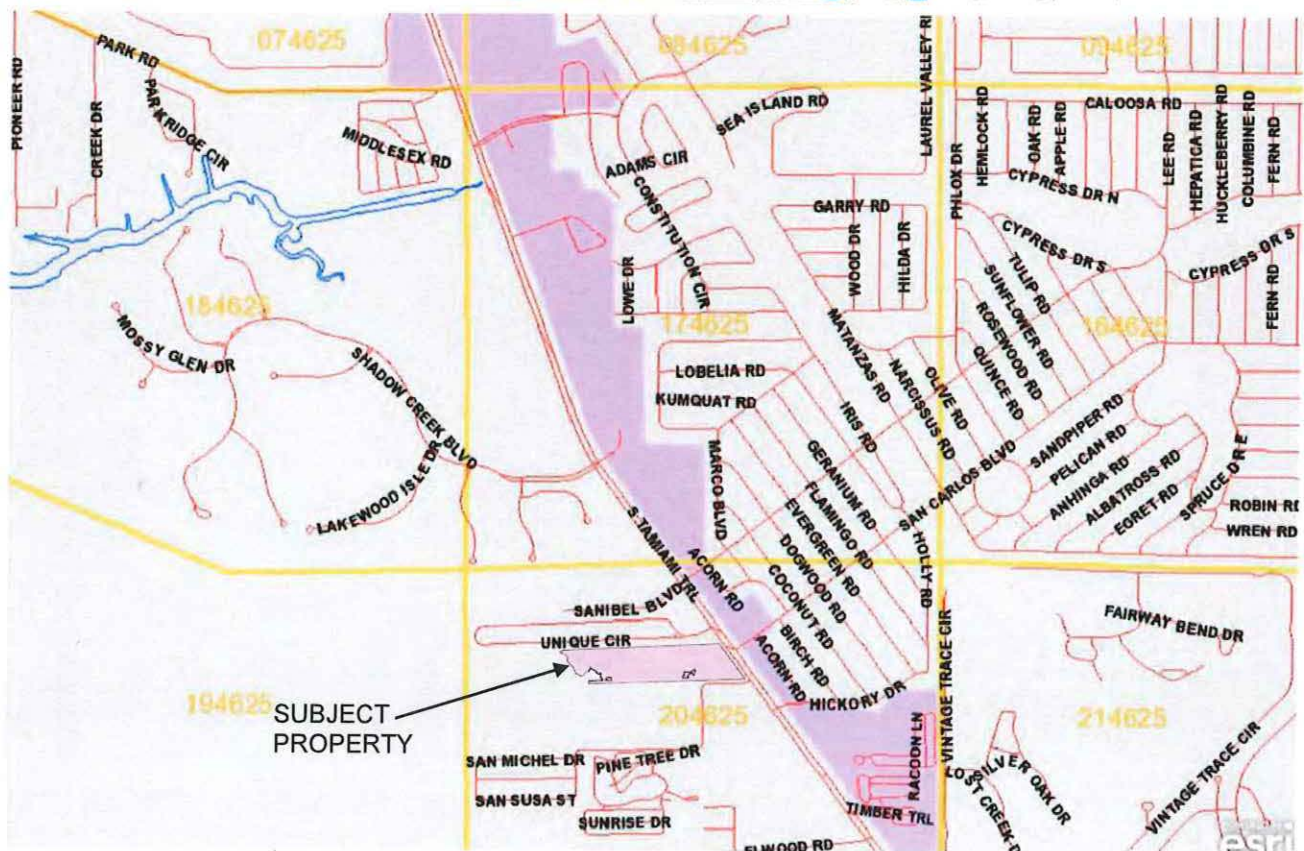 074625
084625
094625
PARK RD
PIONEER RD
CREEK DR
PARK RIDGE CIR
MIDDLESEX RD
SEA ISLAND RD
LAUREL VALLEY RD
CALOOSA RD
PHLOX DR
HEMLOCK RD
OAK RD
APPLE RD
LEE RD
HEPATICA RD
HUCKLEBERRY RD
COLUMBINE RD
FERN RD
ADAMS CIR
CONSTITUTION CIR
CYPRESS DR N
GARRY RD
WOOD DR
HILDA DR
CYPRESS DR S
CYPRESS DR S
TULIP RD
SUNFLOWER RD
ROSEWOOD RD
QUINCE RD
FERN RD
184625
174625
164625
LOWE DR
MOSSY GLEN DR
SHADOW CREEK BLVD
MATANZAS RD
NARCISSUS RD
OLIVE RD
LOBELIA RD
KUMQUAT RD
IRIS RD
SANDPIPER RD
PELICAN RD
ANHINGA RD
ALBATROSS RD
EGRET RD
SPRUCE DR E
ROBIN RD
WREN RD
MARCO BLVD
GERANIUM RD
FLAMINGO RD
EVERGREEN RD
DOGWOOD RD
COCONUT RD
BIRCH RD
SAN CARLOS BLVD
HOLLY RD
LAKEWOOD ISLE DR
S TAMIAMI TRL
ACORN RD
SANIBEL BLVD
UNIQUE CIR
ACORN RD
HICKORY DR
VINTAGE TRACE CIR
FAIRWAY BEND DR
194625
SUBJECT
PROPERTY
204625
214625
SAN MICHEL DR
PINE TREE DR
SAN SUSA ST
SUNRISE DR
RACOON LN
TIMBER TRL
LOST CREEK D
SILVER OAK DR
VINTAGE TRACE CIR
ELWOOD RD
esri